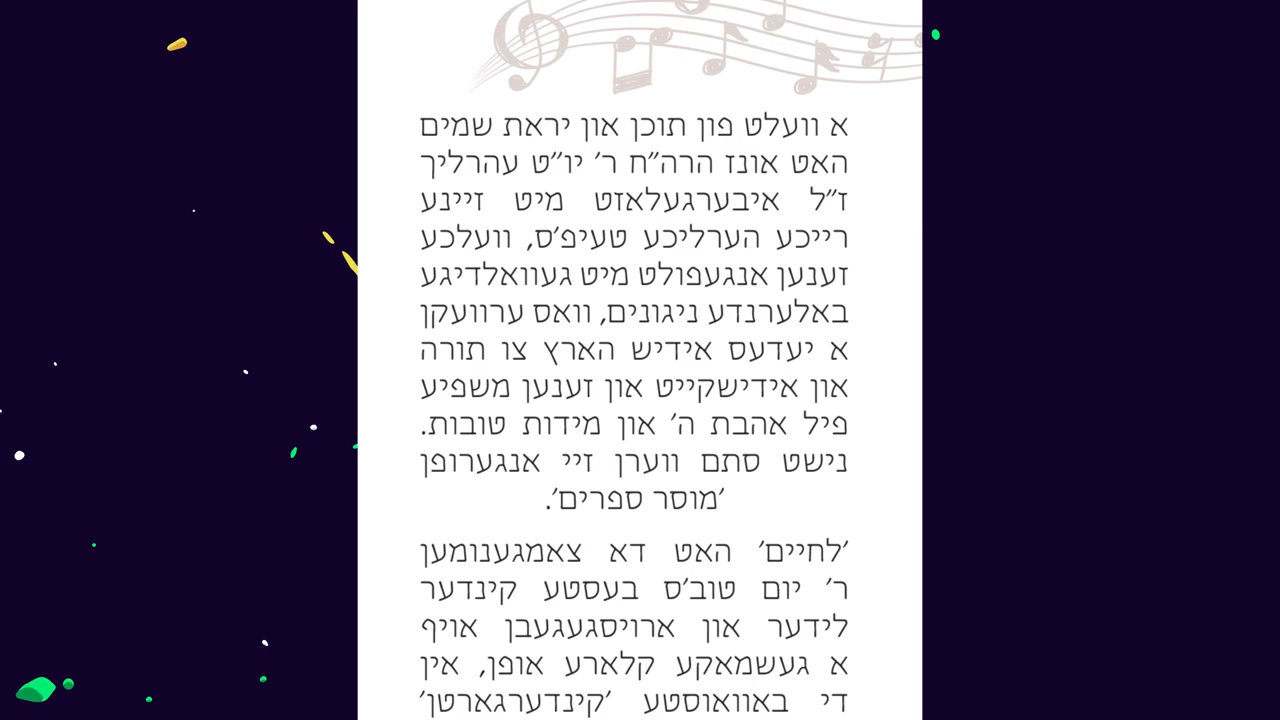 א וועלט פון תוכן און יראת שמים
האט אונז הרה״ח ר׳ יו״ט עהרליך
ז״ל איבערגעלאזט מיט זיינע
רייכע הערליכע טעיפ׳ס, וועלכע
זענען אנגעפולט מיט געוואלדיגע
באלערנדע ניגונים, וואס ערוועקן
א יעדעס אידיש הארץ צו תורה
און אידישקייט און זענען משפיע
פיל אהבת ה׳ און מידות טובות.
נישט סתם ווערן זיי אנגערופן
׳מוסר ספרים׳.
׳לחיים׳ האט דא צאמגענומען
ר׳ יום טוב׳ס בעסטע קינדער
לידער און ארויסגעגעבן אויף
א געשמאקע קלארע אופן, אין
די באוואוסטע ׳קינדערגארטן׳